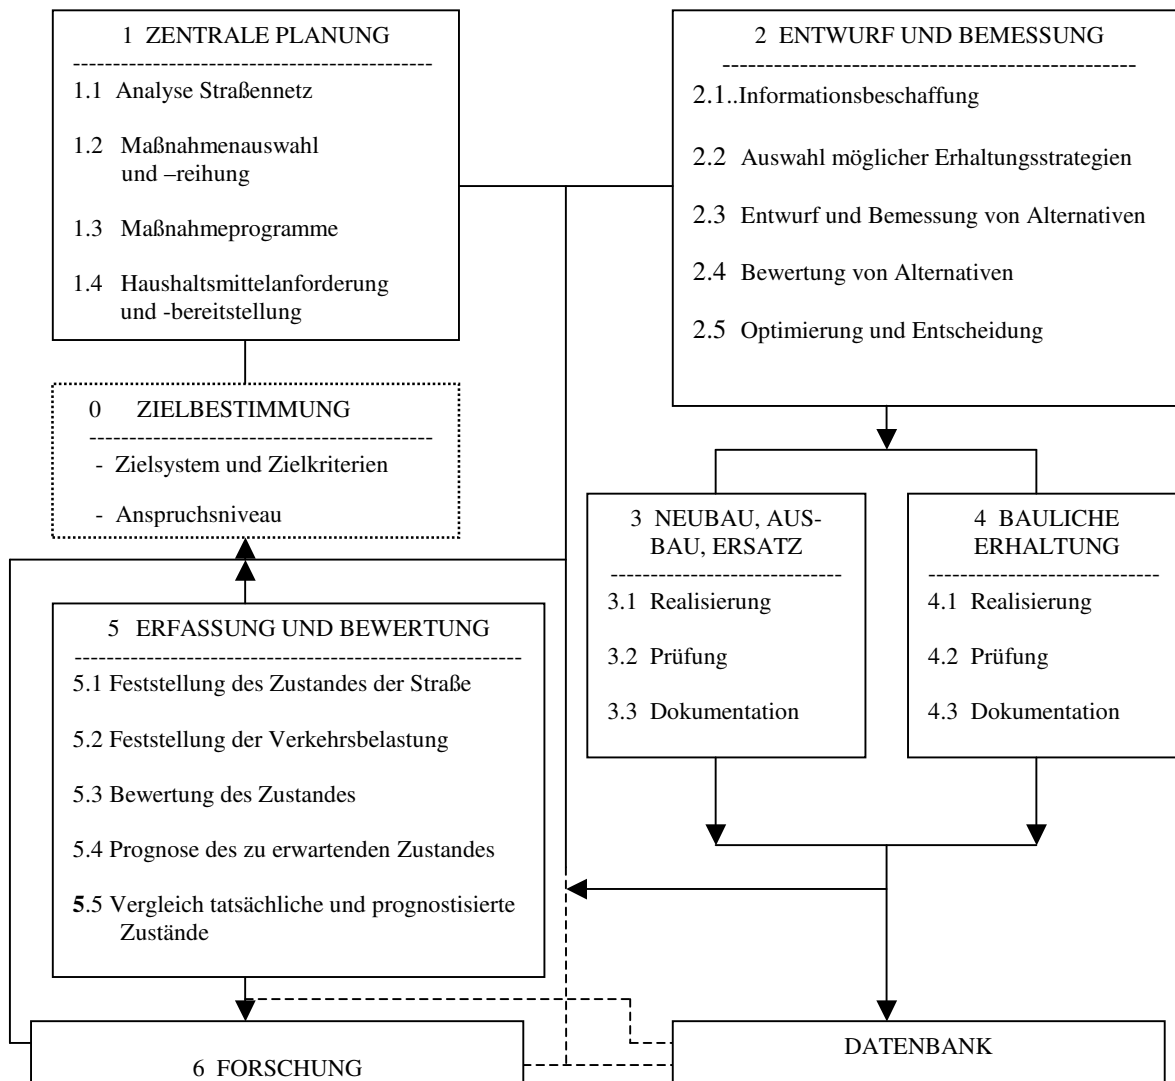 1 ZENTRALE PLANUNG
1.1 Analyse Straßennetz
1.2 Maßnahmenauswahl
und –reihung
1.3 Maßnahmeprogramme
1.4 Haushaltsmittelanforderung
und -bereitstellung
2 ENTWURF UND BEMESSUNG
2.1..Informationsbeschaffung
2.2 Auswahl möglicher Erhaltungsstrategien
2.3 Entwurf und Bemessung von Alternativen
2.4 Bewertung von Alternativen
2.5 Optimierung und Entscheidung
0 ZIELBESTIMMUNG
- Zielsystem und Zielkriterien
- Anspruchsniveau
3 NEUBAU, AUS-
BAU, ERSATZ
3.1 Realisierung
3.2 Prüfung
3.3 Dokumentation
4 BAULICHE
ERHALTUNG
4.1 Realisierung
4.2 Prüfung
4.3 Dokumentation
5 ERFASSUNG UND BEWERTUNG
5.1 Feststellung des Zustandes der Straße
5.2 Feststellung der Verkehrsbelastung
5.3 Bewertung des Zustandes
5.4 Prognose des zu erwartenden Zustandes
5.5 Vergleich tatsächliche und prognostisierte
Zustände
6 FORSCHUNG
DATENBANK